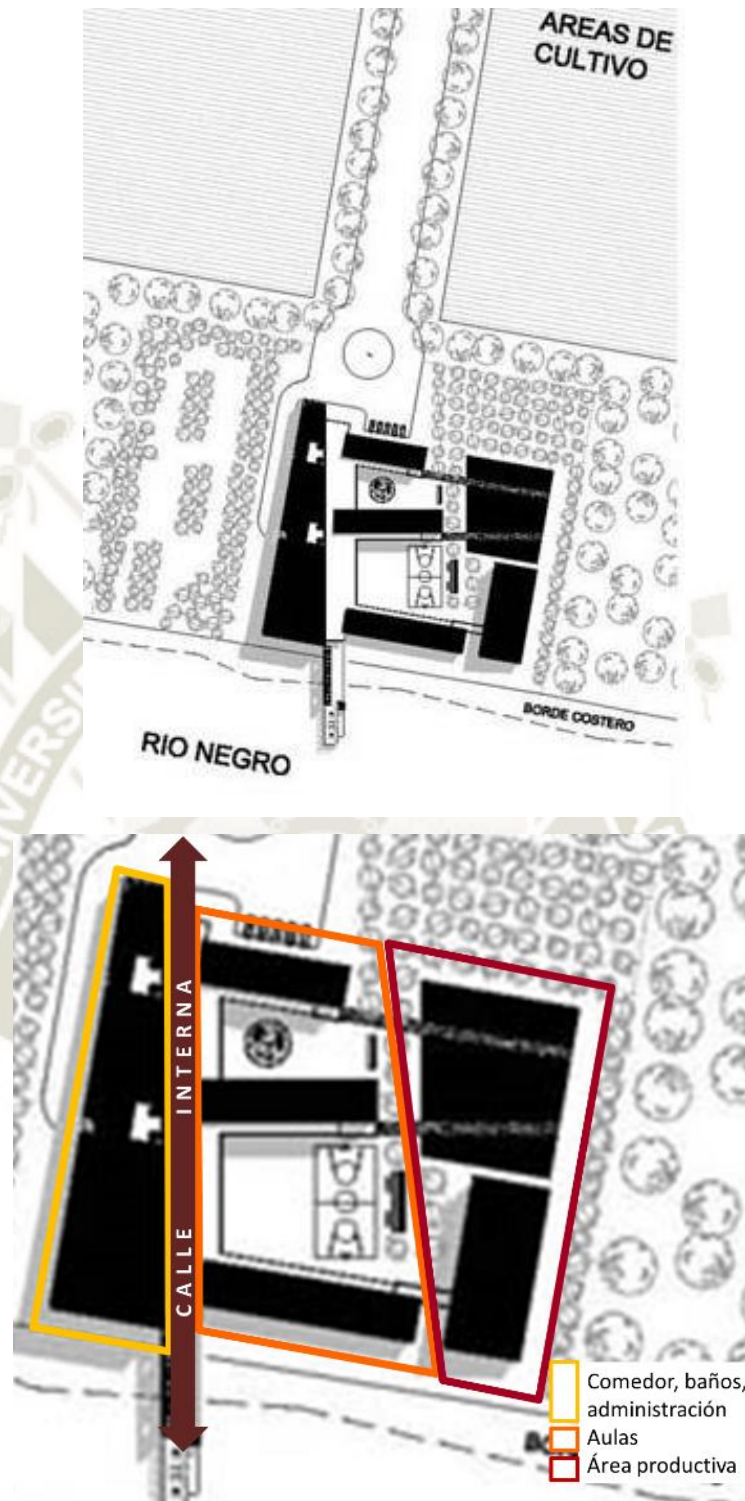 AREAS DE
CULTIVO
BORDE COSTERO
RIO NEGRO
CALLE INTERNA
Comedor, baños,
administración
Aulas
Área productiva